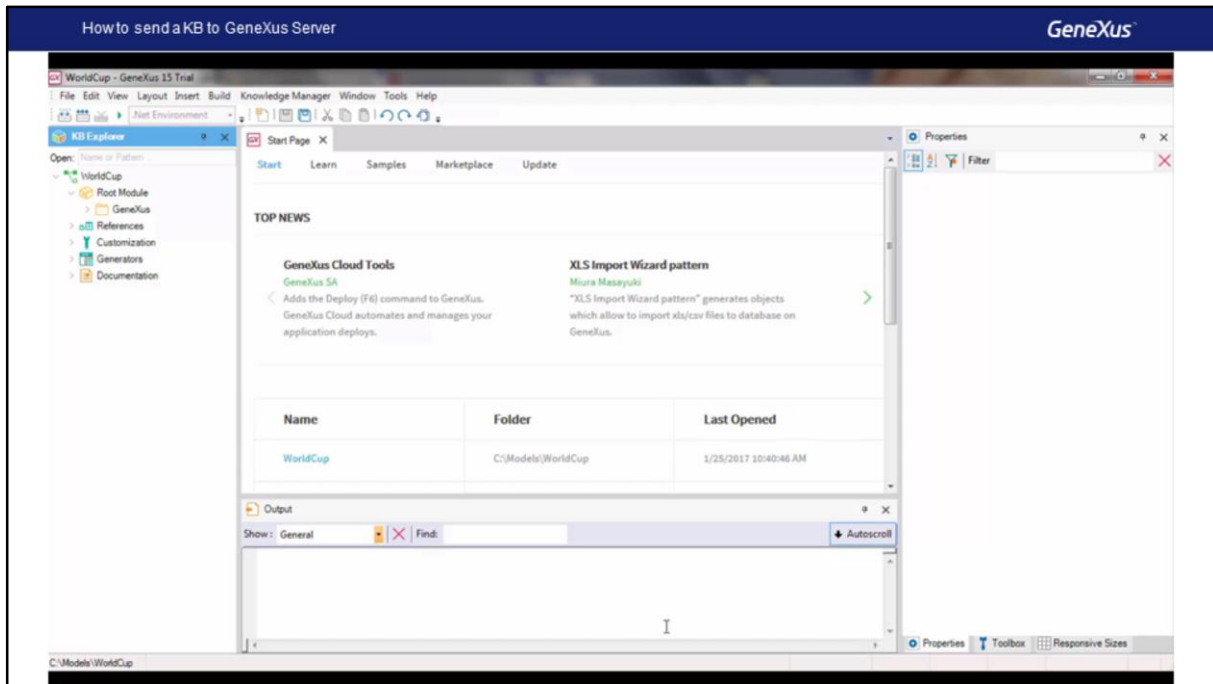 How to send a KB to GeneXus Server
GeneXus
WorldCup - GeneXus 15 Trial
File Edit View Layout Insert Build Knowledge Manager Window Tools Help
.Net Environment
KB Explorer
Open: Name or Pattern...
WorldCup
Root Module
GeneXus
References
Customization
Generators
Documentation
Start Page
Start Learn Samples Marketplace Update
TOP NEWS
GeneXus Cloud Tools
GeneXus SA
Adds the Deploy (F6) command to GeneXus.
GeneXus Cloud automates and manages your
application deploys.
XLS Import Wizard pattern
Miura Masayuki
"XLS Import Wizard pattern" generates objects
which allow to import xls/csv files to database on
GeneXus.
Name Folder Last Opened
WorldCup C:\Models\WorldCup 1/25/2017 10:40:46 AM
Output
Show: General Find: Autoscroll
Properties
Filter
Properties Toolbox Responsive Sizes
C:\Models\WorldCup